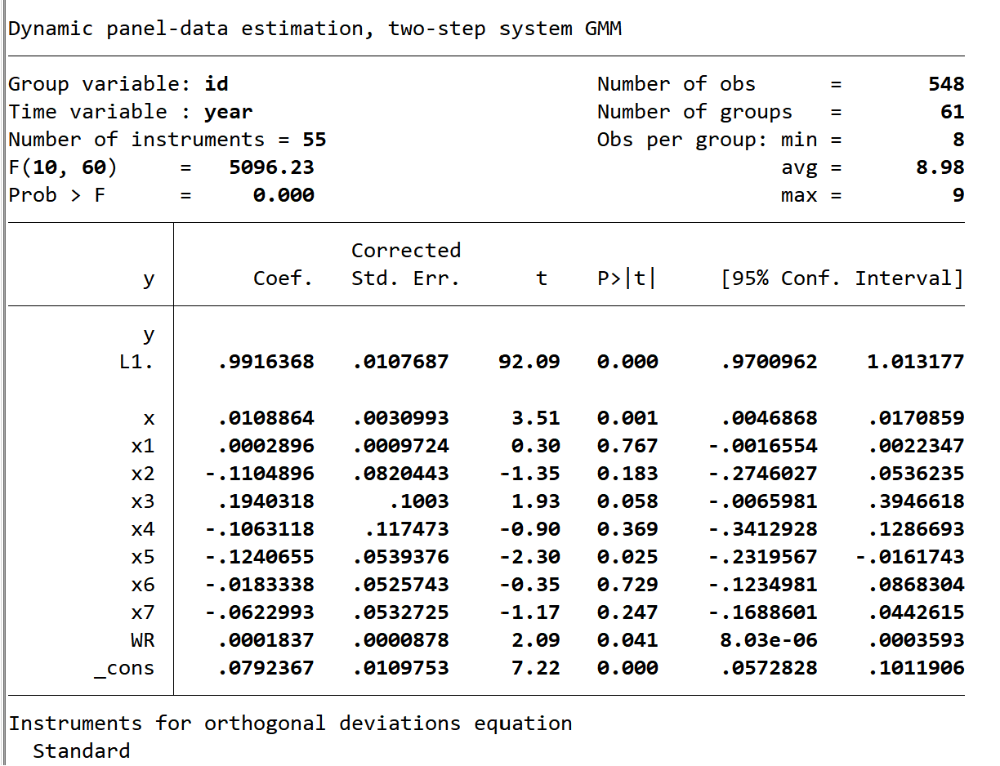 Dynamic panel-data estimation, two-step system GMM
Group variable: id Number of obs = 548
Time variable : year Number of groups = 61
Number of instruments = 55 Obs per group: min = 8
F(10, 60) = 5096.23 avg = 8.98
Prob > F = 0.000 max = 9
Corrected
y Coef. Std. Err. t P>|t| [95% Conf. Interval]
y
L1. .9916368 .0107687 92.09 0.000 .9700962 1.013177
x .0108864 .0030993 3.51 0.001 .0046868 .0170859
x1 .0002896 .0009724 0.30 0.767 -.0016554 .0022347
x2 -.1104896 .0820443 -1.35 0.183 -.2746027 .0536235
x3 .1940318 .1003 1.93 0.058 -.0065981 .3946618
x4 -.1063118 .117473 -0.90 0.369 -.3412928 .1286693
x5 -.1240655 .0539376 -2.30 0.025 -.2319567 -.0161743
x6 -.0183338 .0525743 -0.35 0.729 -.1234981 .0868304
x7 -.0622993 .0532725 -1.17 0.247 -.1688601 .0442615
WR .0001837 .0000878 2.09 0.041 8.03e-06 .0003593
_cons .0792367 .0109753 7.22 0.000 .0572828 .1011906
Instruments for orthogonal deviations equation
Standard